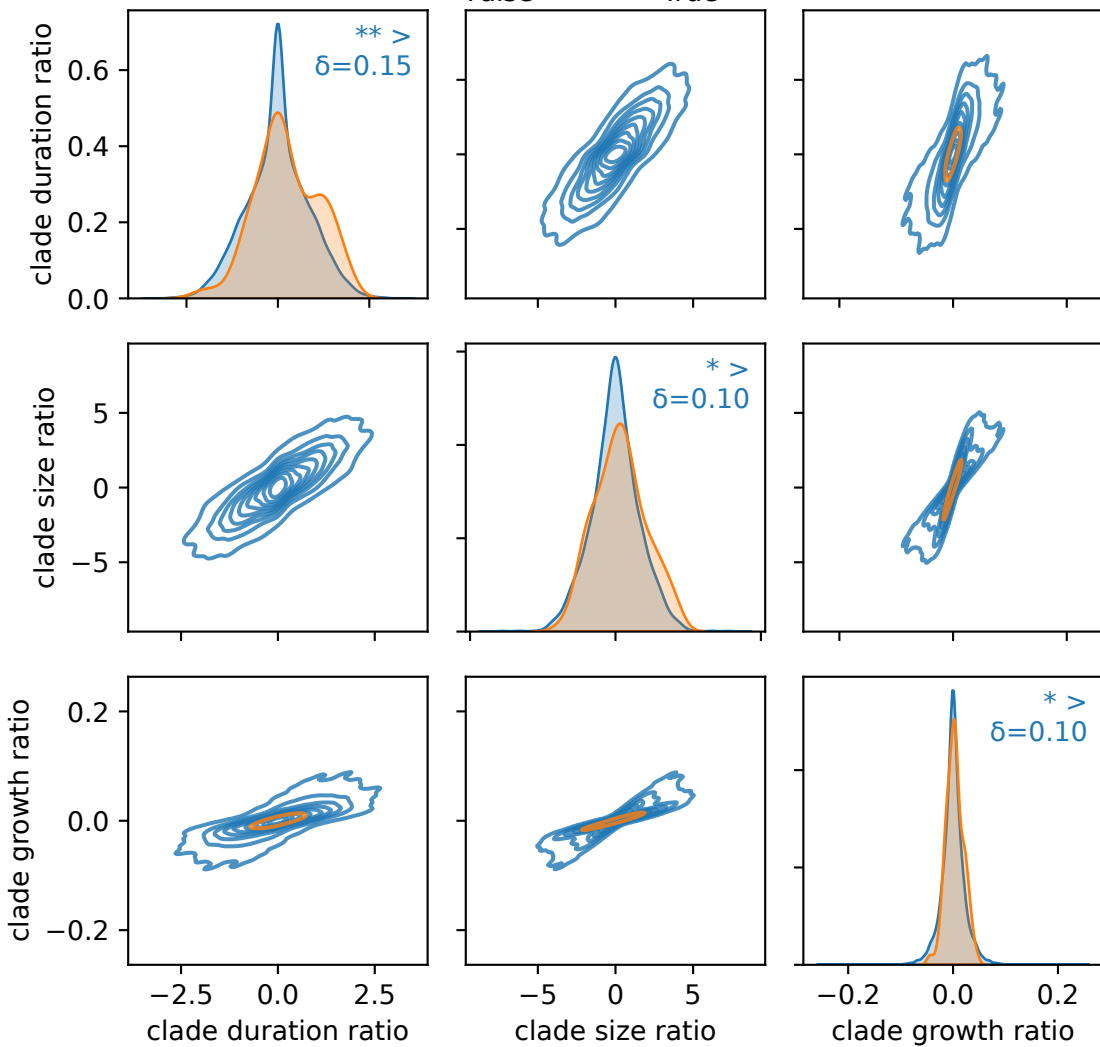 clade duration ratio
0.6
0.4
0.2
0.0
** >
δ=0.15
clade size ratio
5
0
−5
* >
δ=0.10
clade growth ratio
0.2
0.0
−0.2
* >
δ=0.10
−2.5 0.0 2.5
−5 0 5
−0.2 0.0 0.2
clade duration ratio
clade size ratio
clade growth ratio